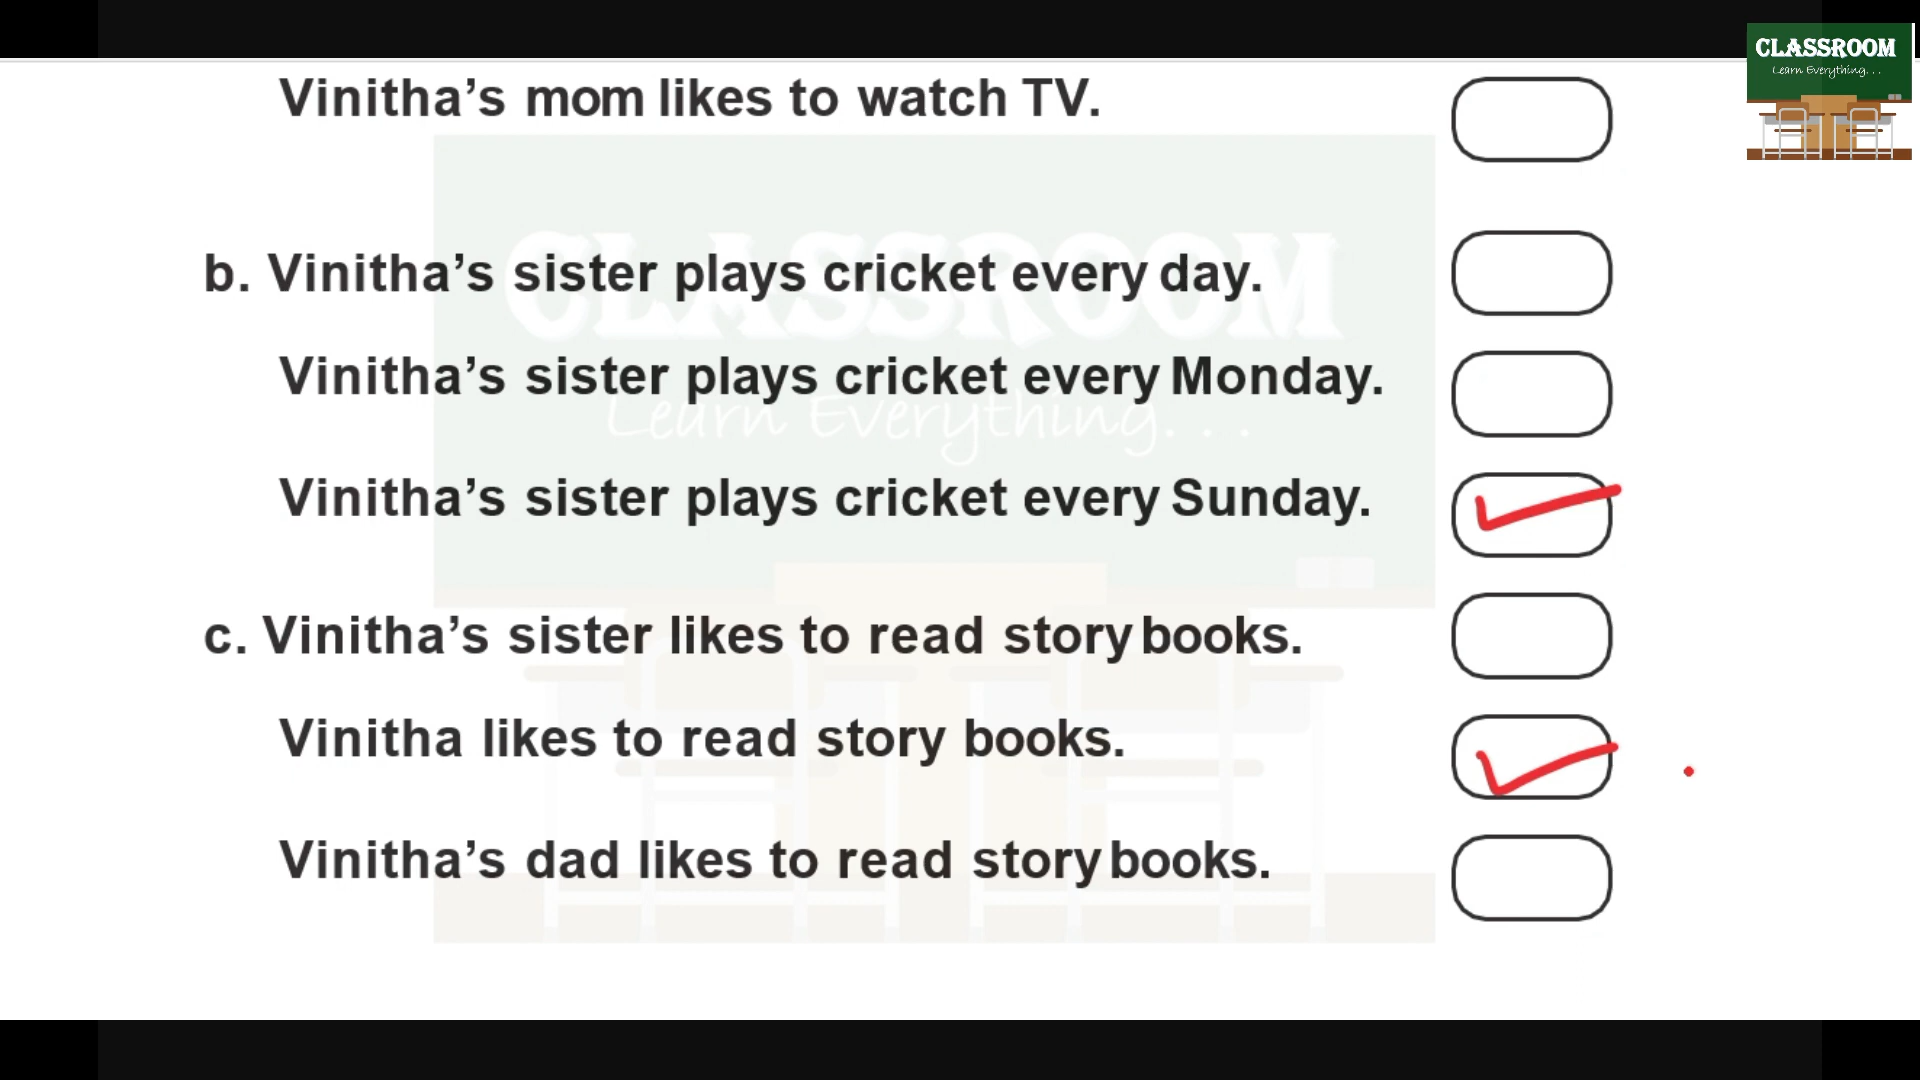 CLASSROOM
Learn Everything. . .
Vinitha’s mom likes to watch TV.
b. Vinitha’s sister plays cricket every day.
Vinitha’s sister plays cricket every Monday.
Vinitha’s sister plays cricket every Sunday.
c. Vinitha’s sister likes to read story books.
Vinitha likes to read story books.
Vinitha’s dad likes to read story books.
CLASSROOM
Learn Everything. . .